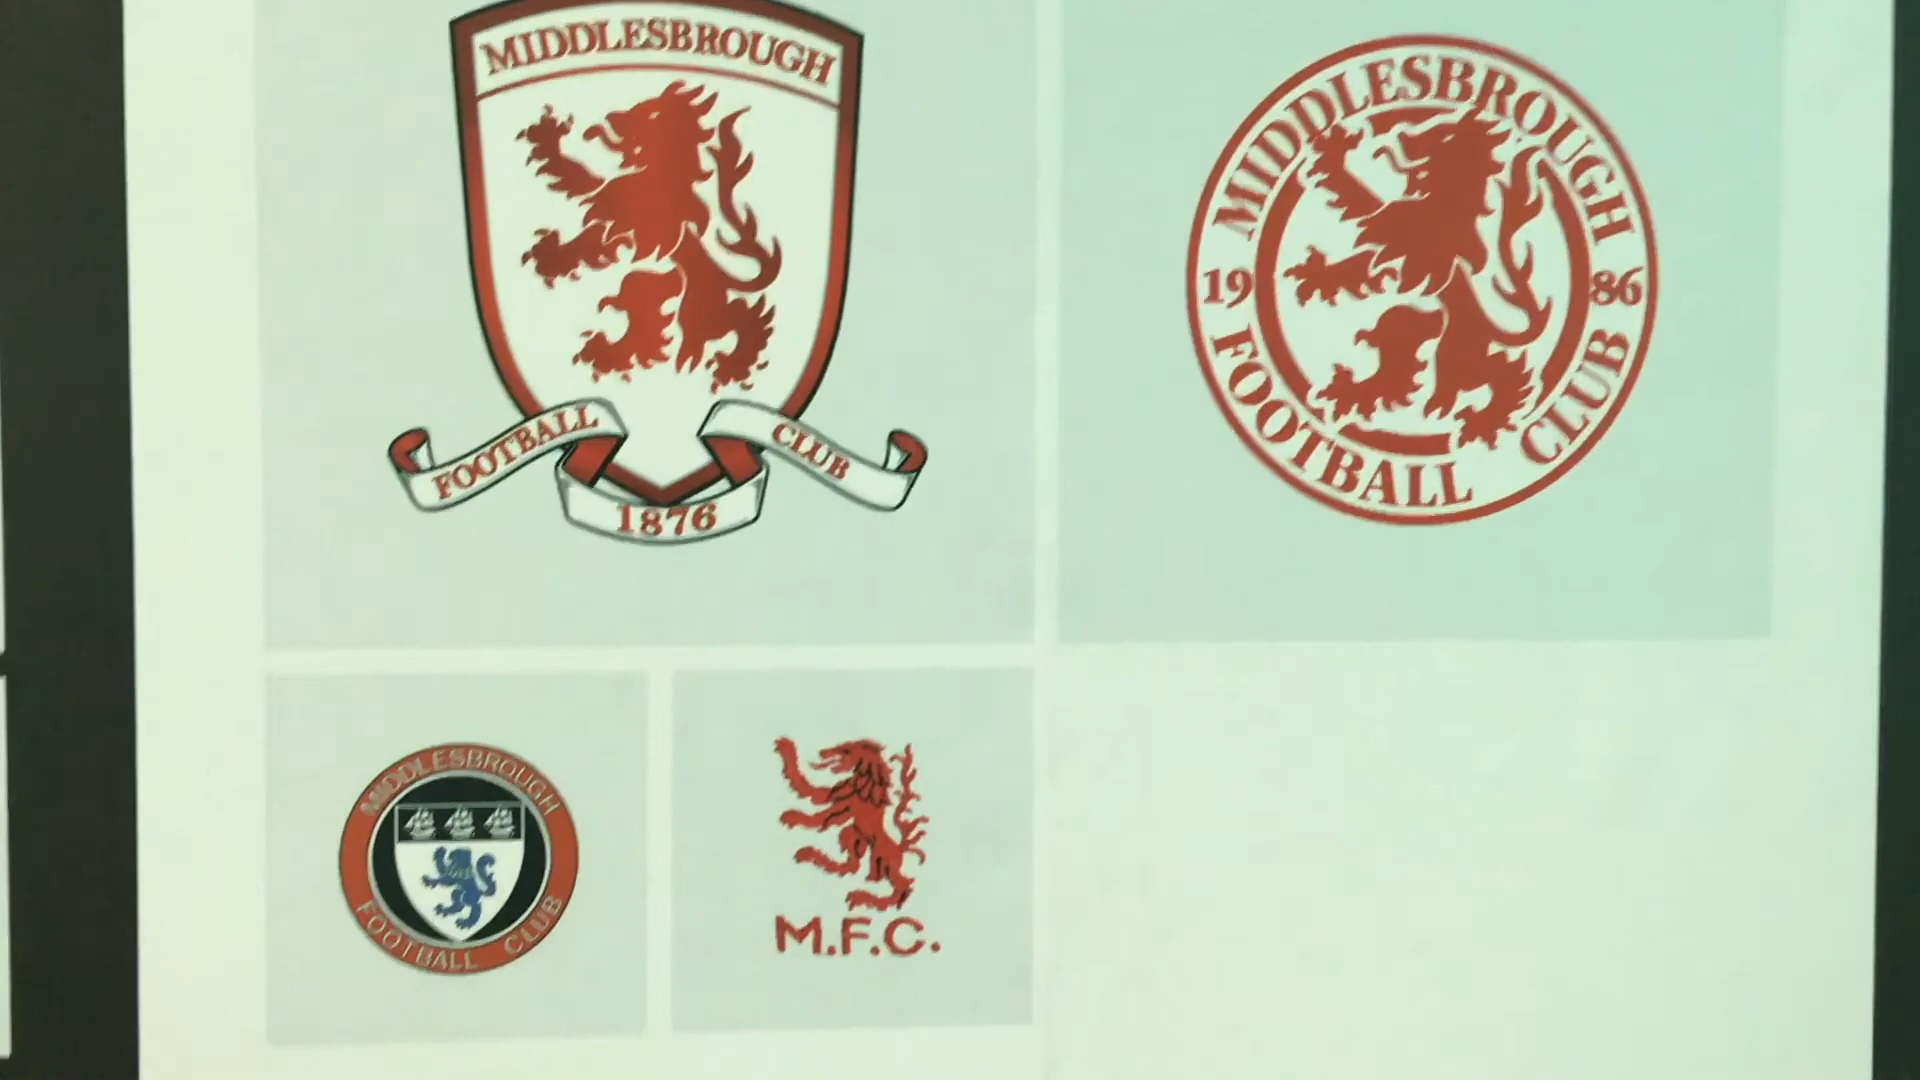 MIDDLESBROUGH
FOOTBALL CLUB
1876
MIDDLESBROUGH
19 86
FOOTBALL CLUB
MIDDLESBROUGH
FOOTBALL CLUB
M.F.C.